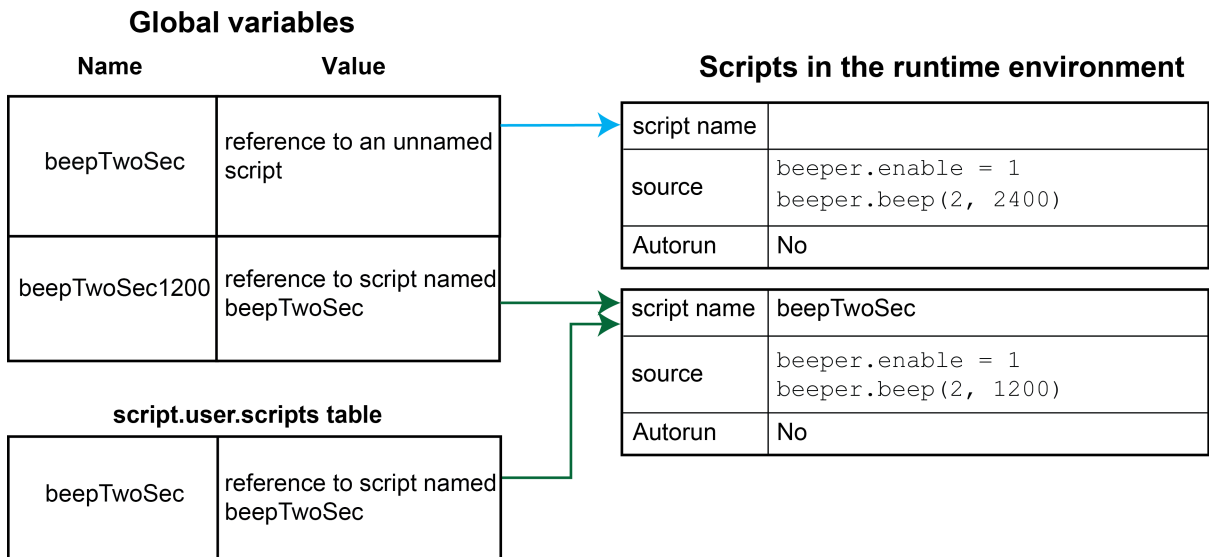 Global variables
Name Value
beepTwoSec
reference to an unnamed
script
beepTwoSec1200
reference to script named
beepTwoSec
script.user.scripts table
beepTwoSec
reference to script named
beepTwoSec
Scripts in the runtime environment
script name
source
beeper.enable = 1
beeper.beep(2, 2400)
Autorun No
script name beepTwoSec
source
beeper.enable = 1
beeper.beep(2, 1200)
Autorun No